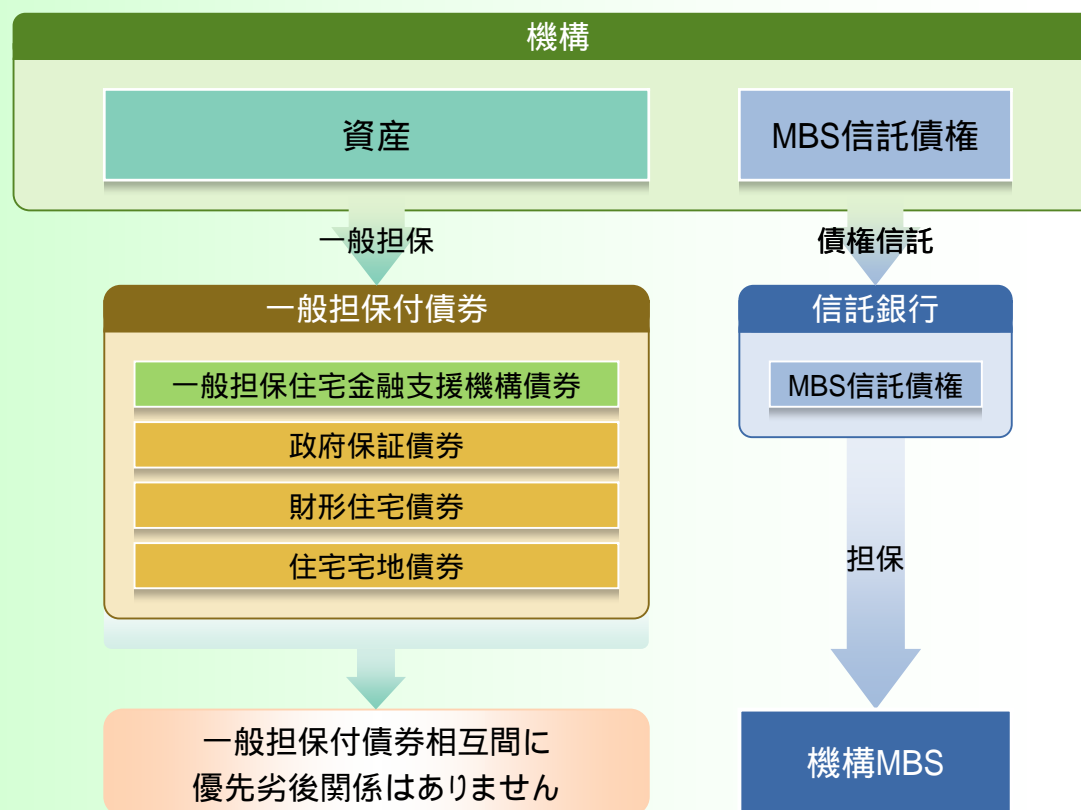 機構
資産
MBS信託債権
一般担保
債権信託
一般担保付債券
信託銀行
一般担保住宅金融支援機構債券
MBS信託債権
政府保証債券
財形住宅債券
住宅宅地債券
担保
一般担保付債券相互間に
優先劣後関係はありません
機構MBS